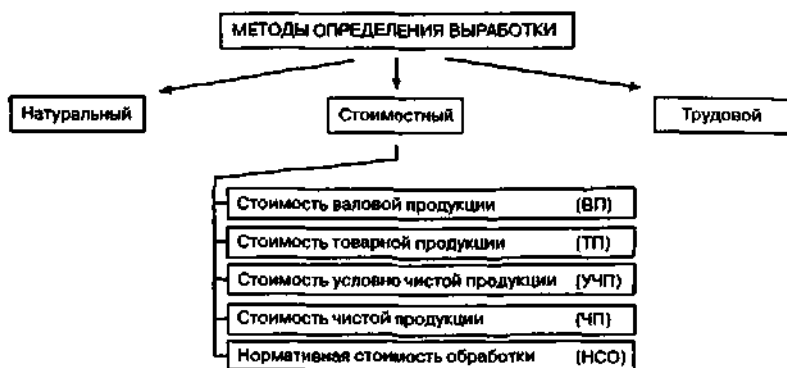 МЕТОДЫ ОПРЕДЕЛЕНИЯ ВЫРАБОТКИ
Натуральный
Стоимостный
Трудовой
Стоимость валовой продукции (ВП)
Стоимость товарной продукции (ТП)
Стоимость условно чистой продукции (УЧП)
Стоимость чистой продукции (ЧП)
Нормативная стоимость обработки (НСО)